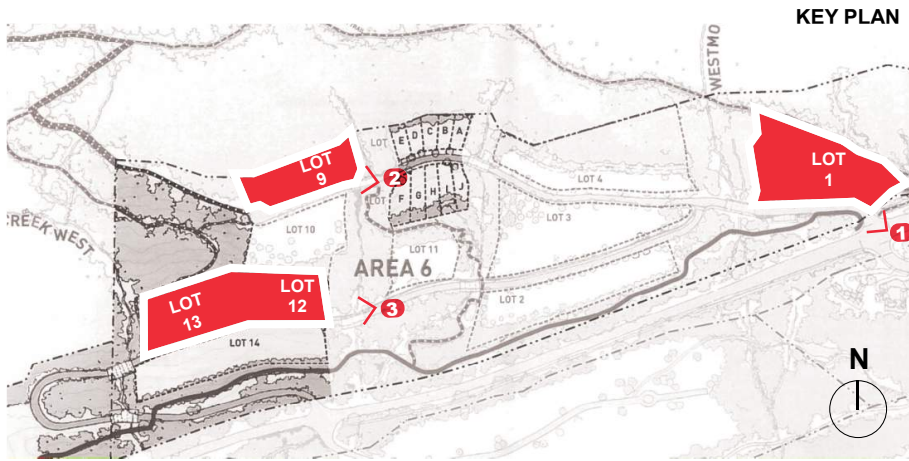 KEY PLAN
WESTMO
E D C B A
LOT
LOT
9
2
LOT
F G H I J
LOT 4
LOT
1
LOT 3
1
CREEK WEST
LOT 10
LOT 11
AREA 6
LOT
12
LOT
13
3
LOT 2
LOT 14
N